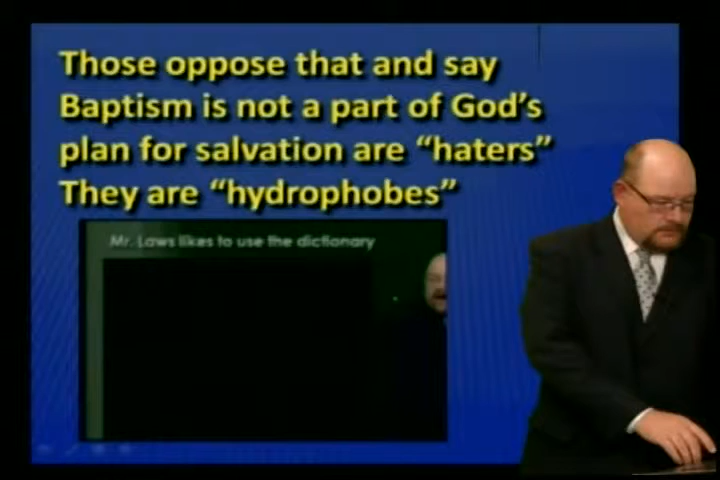 Those oppose that and say
Baptism is not a part of God's
plan for salvation are “haters”
They are “hydrophobes”
Mr. Laws likes to use the dictionary